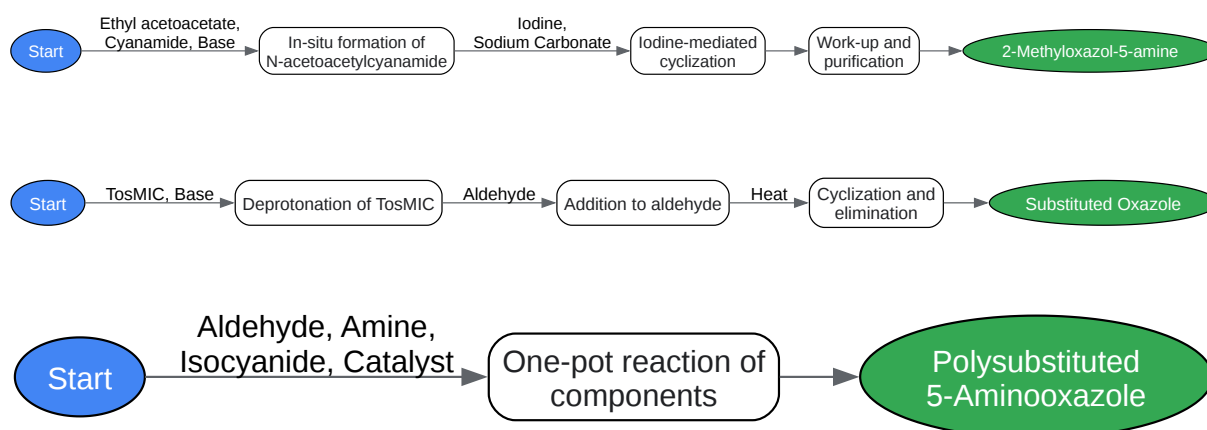 Start
Ethyl acetoacetate,
Cyanamide, Base
In-situ formation of
N-acetoacetylcyanamide
Iodine,
Sodium Carbonate
Iodine-mediated
cyclization
Work-up and
purification
2-Methyloxazol-5-amine
Start
TosMIC, Base
Deprotonation of TosMIC
Aldehyde
Addition to aldehyde
Heat
Cyclization and
elimination
Substituted Oxazole
Start
Aldehyde, Amine,
Isocyanide, Catalyst
One-pot reaction of
components
Polysubstituted
5-Aminooxazole